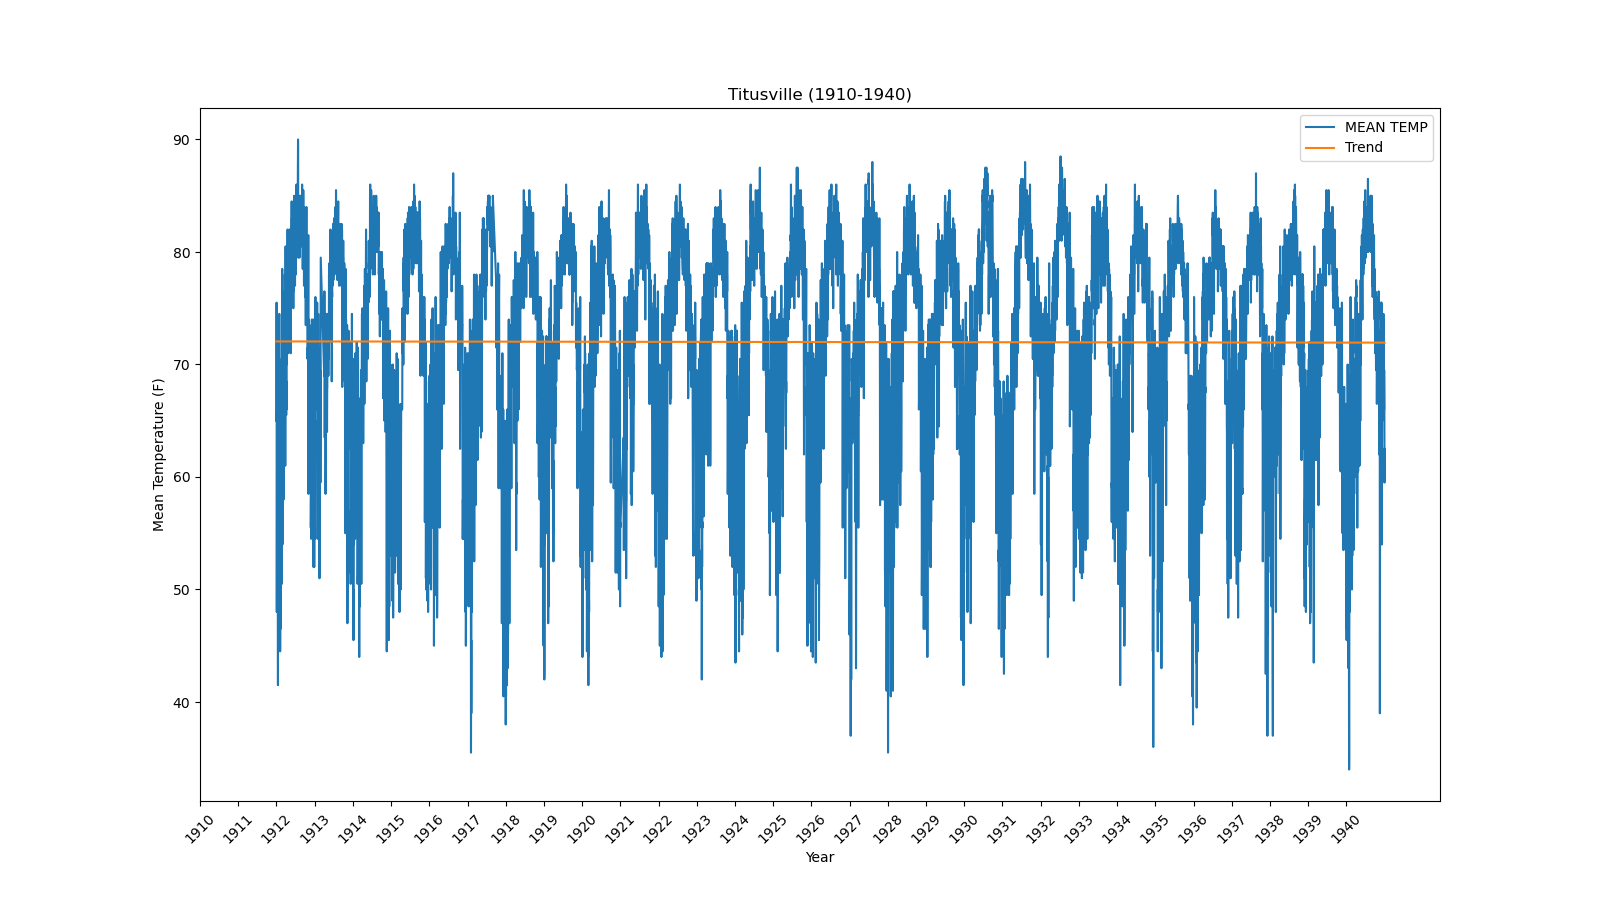 Titusville (1910-1940)
MEAN TEMP
Trend
Mean Temperature (F)
90
80
70
60
50
40
1910 1911 1912 1913 1914 1915 1916 1917 1918 1919 1920 1921 1922 1923 1924 1925 1926 1927 1928 1929 1930 1931 1932 1933 1934 1935 1936 1937 1938 1939 1940
Year